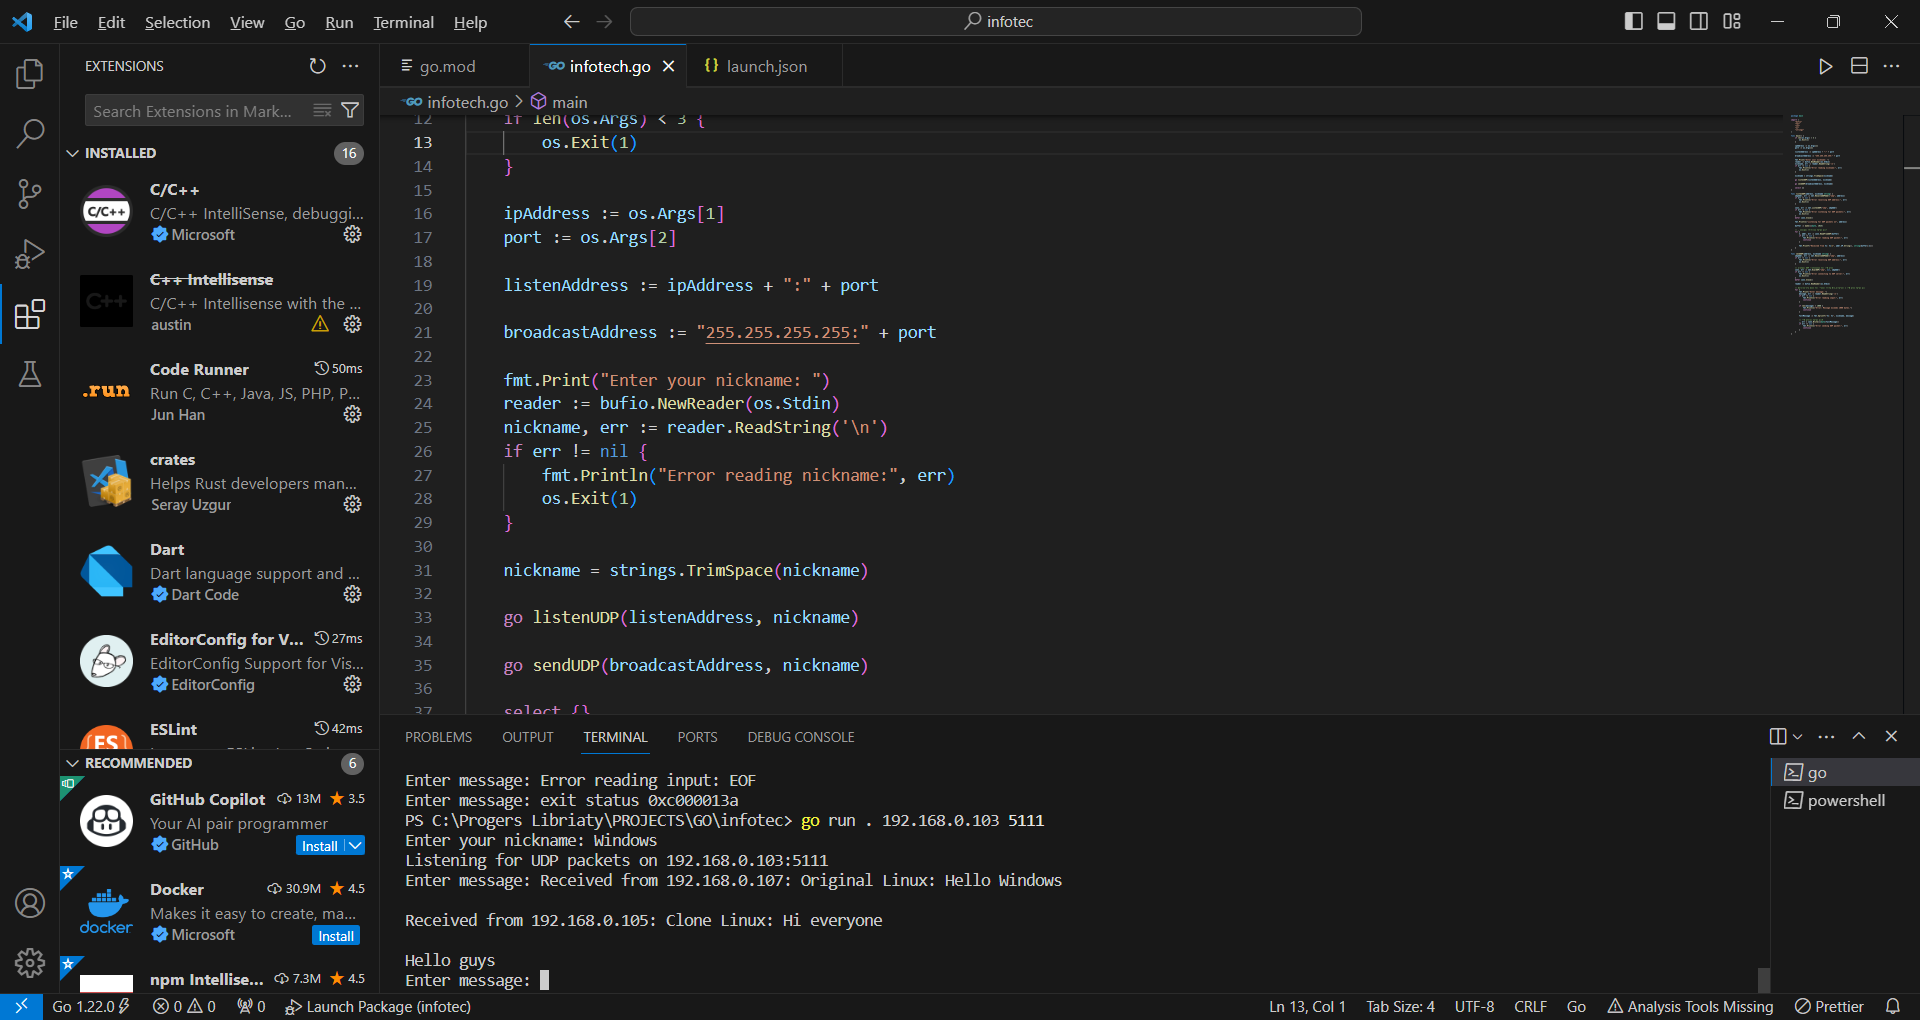 File Edit Selection View Go Run Terminal Help
infotec
EXTENSIONS
Search Extensions in Mark...
INSTALLED 16
C/C++
C/C++
C/C++ IntelliSense, debuggi...
Microsoft
C++
C++ Intellisense
C/C++ Intellisense with the ...
austin
.run
Code Runner 50ms
Run C, C++, Java, JS, PHP, P...
Jun Han
crates
Helps Rust developers man...
Seray Uzgur
Dart
Dart language support and ...
Dart Code
EditorConfig for V... 27ms
EditorConfig Support for Vis...
EditorConfig
ES
ESLint 42ms
RECOMMENDED 6
GitHub Copilot 13M 3.5
Your AI pair programmer
GitHub Install
docker
Docker 30.9M 4.5
Makes it easy to create, ma...
Microsoft Install
npm Intellise... 7.3M 4.5
go.mod
GO infotech.go
{} launch.json
GO infotech.go > main
12 if len(os.Args) < 3 {
13 os.Exit(1)
14 }
15
16 ipAddress := os.Args[1]
17 port := os.Args[2]
18
19 listenAddress := ipAddress + ":" + port
20
21 broadcastAddress := "255.255.255.255:" + port
22
23 fmt.Print("Enter your nickname: ")
24 reader := bufio.NewReader(os.Stdin)
25 nickname, err := reader.ReadString('\n')
26 if err != nil {
27 fmt.Println("Error reading nickname:", err)
28 os.Exit(1)
29 }
30
31 nickname = strings.TrimSpace(nickname)
32
33 go listenUDP(listenAddress, nickname)
34
35 go sendUDP(broadcastAddress, nickname)
36
37 select {}
PROBLEMS OUTPUT TERMINAL PORTS DEBUG CONSOLE
Enter message: Error reading input: EOF
Enter message: exit status 0xc000013a
PS C:\Progers Libriaty\PROJECTS\GO\infotec> go run . 192.168.0.103 5111
Enter your nickname: Windows
Listening for UDP packets on 192.168.0.103:5111
Enter message: Received from 192.168.0.107: Original Linux: Hello Windows
Received from 192.168.0.105: Clone Linux: Hi everyone
Hello guys
Enter message:
go
powershell
Go 1.22.0 0 0 0 Launch Package (infotec) Ln 13, Col 1 Tab Size: 4 UTF-8 CRLF Go Analysis Tools Missing Prettier